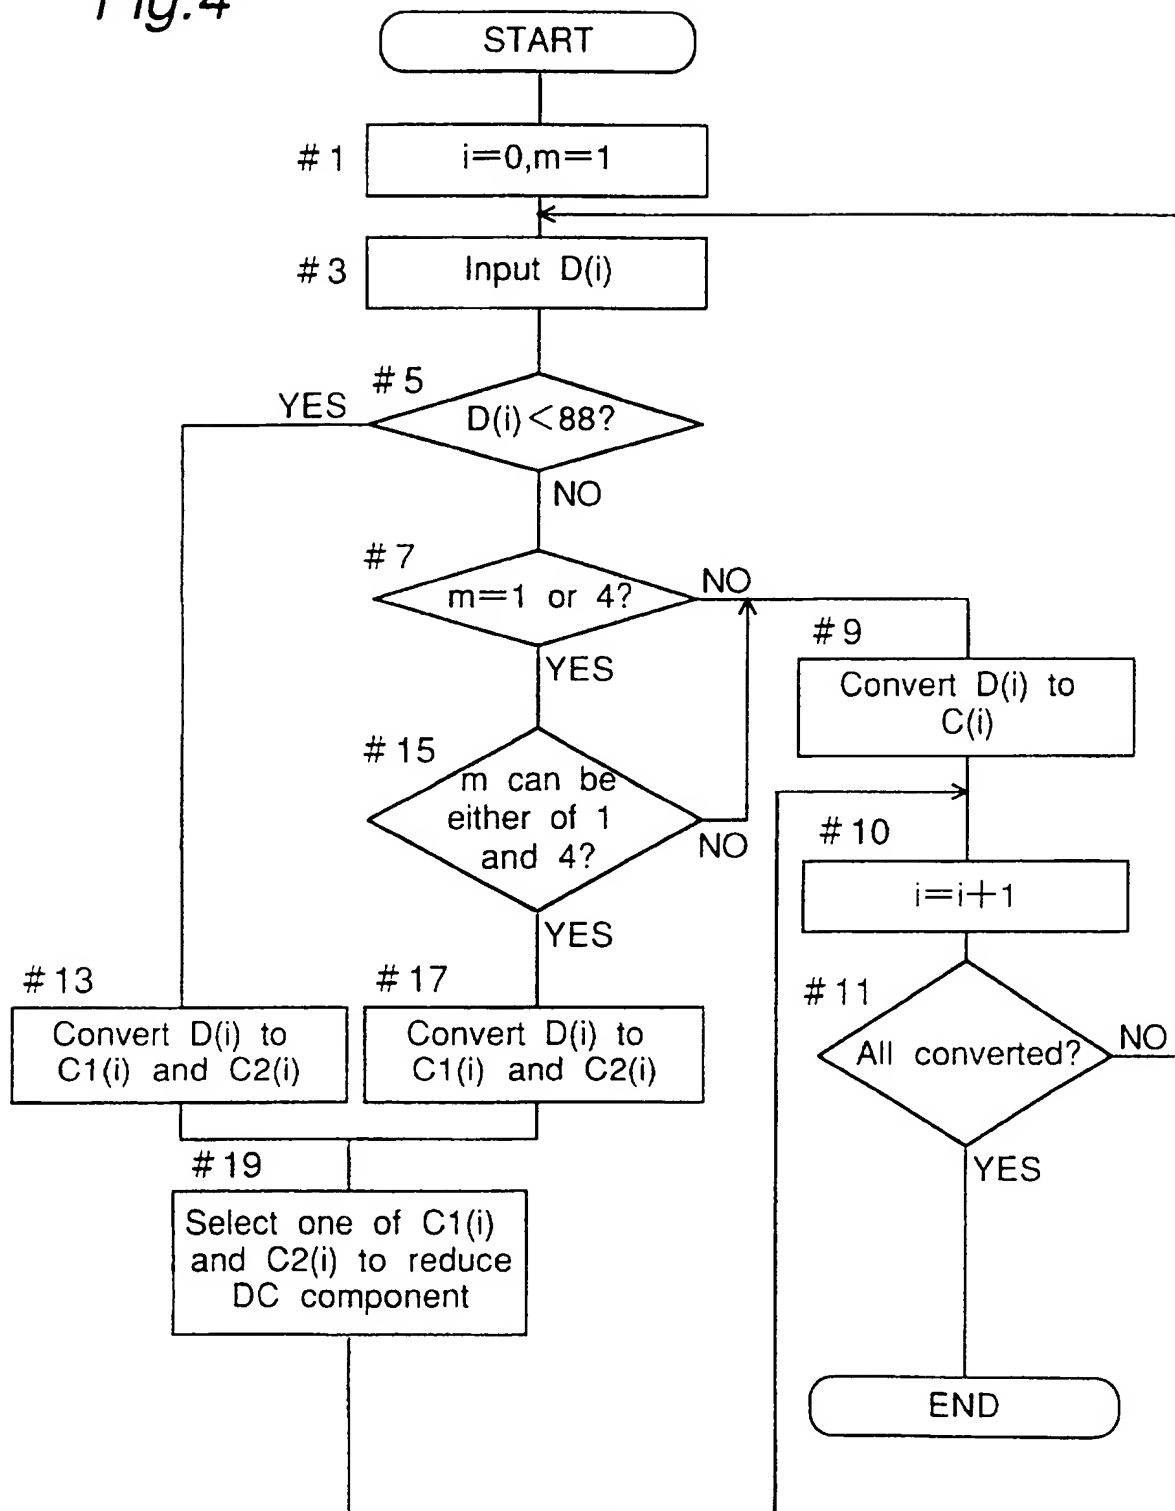 Fig.4
START
#1
i=0,m=1
#3
Input D(i)
#5
YES
D(i)<88?
NO
#7
m=1 or 4?
NO
YES
#9
Convert D(i) to
C(i)
#15
m can be
either of 1
and 4?
NO
YES
#10
i=i+1
#11
All converted?
NO
YES
#13
Convert D(i) to
C1(i) and C2(i)
#17
Convert D(i) to
C1(i) and C2(i)
#19
Select one of C1(i)
and C2(i) to reduce
DC component
END